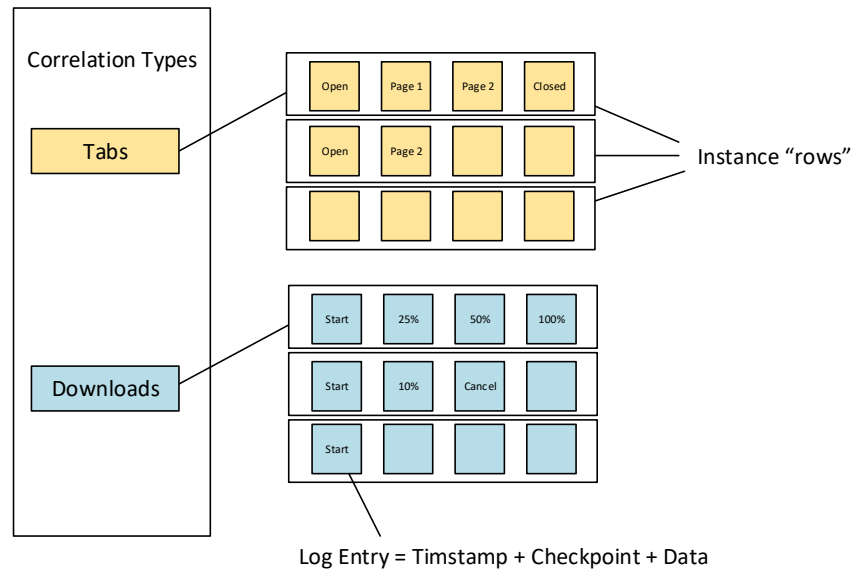 Correlation Types
Tabs
Downloads
Open Page 1 Page 2 Closed
Open Page 2
Instance “rows”
Start 25% 50% 100%
Start 10% Cancel
Start
Log Entry = Timstamp + Checkpoint + Data